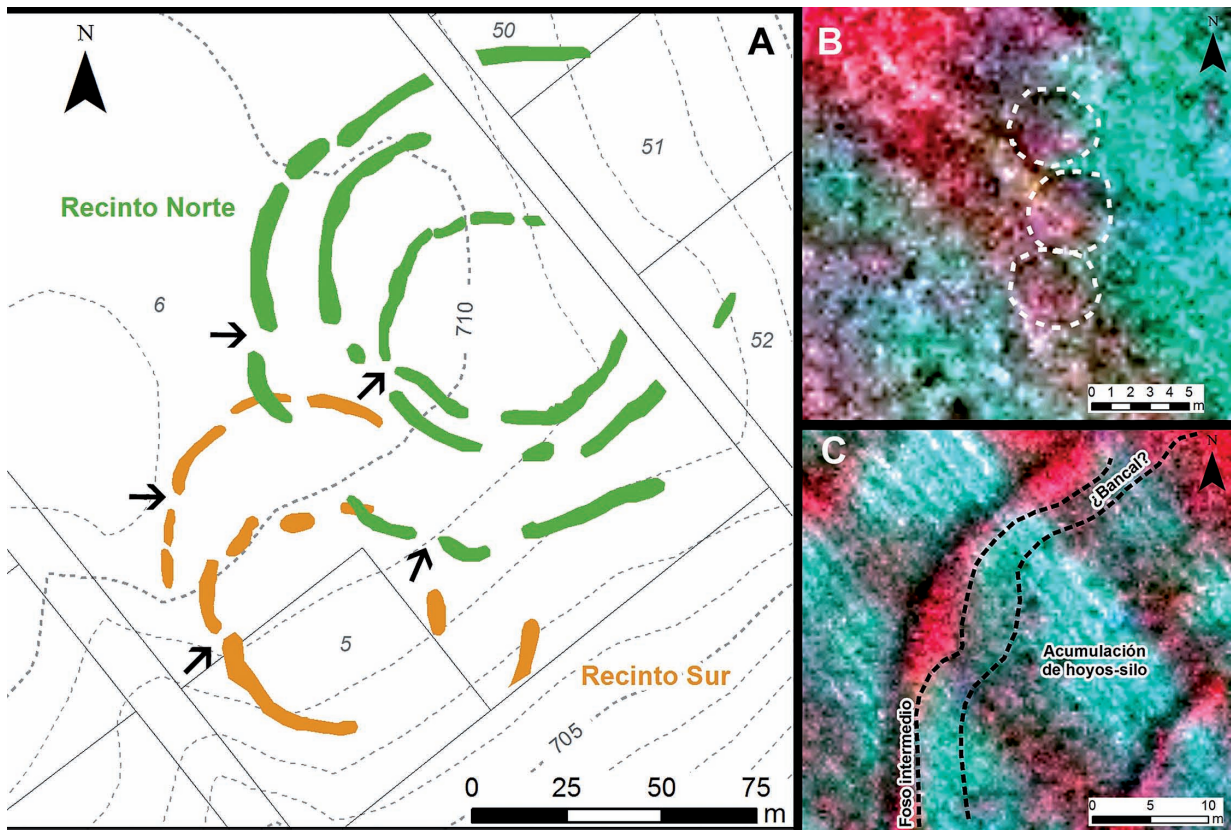 N
A
50
51
Recinto Norte
6
710
52
5
Recinto Sur
705
0 25 50 75
m
B
N
0 1 2 3 4 5
m
C
N
¿Bancal?
Acumulación
de hoyos-silo
Foso intermedio
0 5 10
m